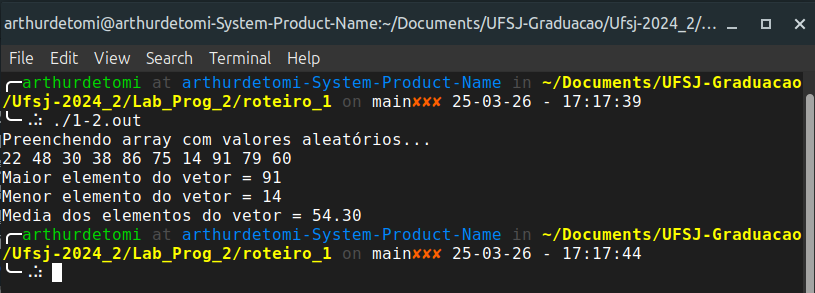 arthurdetomi@arthurdetomi-System-Product-Name:~/Documents/UFSJ-Graduacao/Ufsj-2024_2/...
File Edit View Search Terminal Help
╭─arthurdetomi at arthurdetomi-System-Product-Name in ~/Documents/UFSJ-Graduacao
/Ufsj-2024_2/Lab_Prog_2/roteiro_1 on main✘✘✘ 25-03-26 - 17:17:39
╰─⠠⠵ ./1-2.out
Preenchendo array com valores aleatórios...
22 48 30 38 86 75 14 91 79 60
Maior elemento do vetor = 91
Menor elemento do vetor = 14
Media dos elementos do vetor = 54.30
╭─arthurdetomi at arthurdetomi-System-Product-Name in ~/Documents/UFSJ-Graduacao
/Ufsj-2024_2/Lab_Prog_2/roteiro_1 on main✘✘✘ 25-03-26 - 17:17:44
╰─⠠⠵